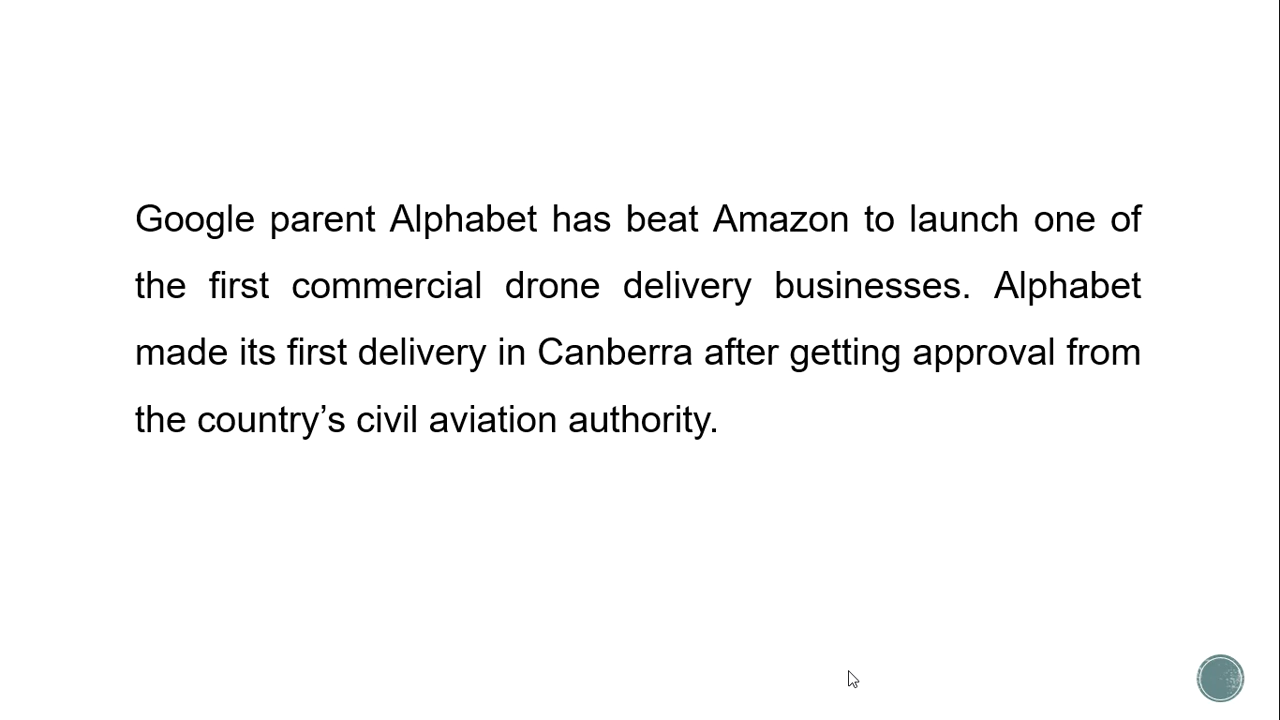 Google parent Alphabet has beat Amazon to launch one of
the first commercial drone delivery businesses. Alphabet
made its first delivery in Canberra after getting approval from
the country’s civil aviation authority.